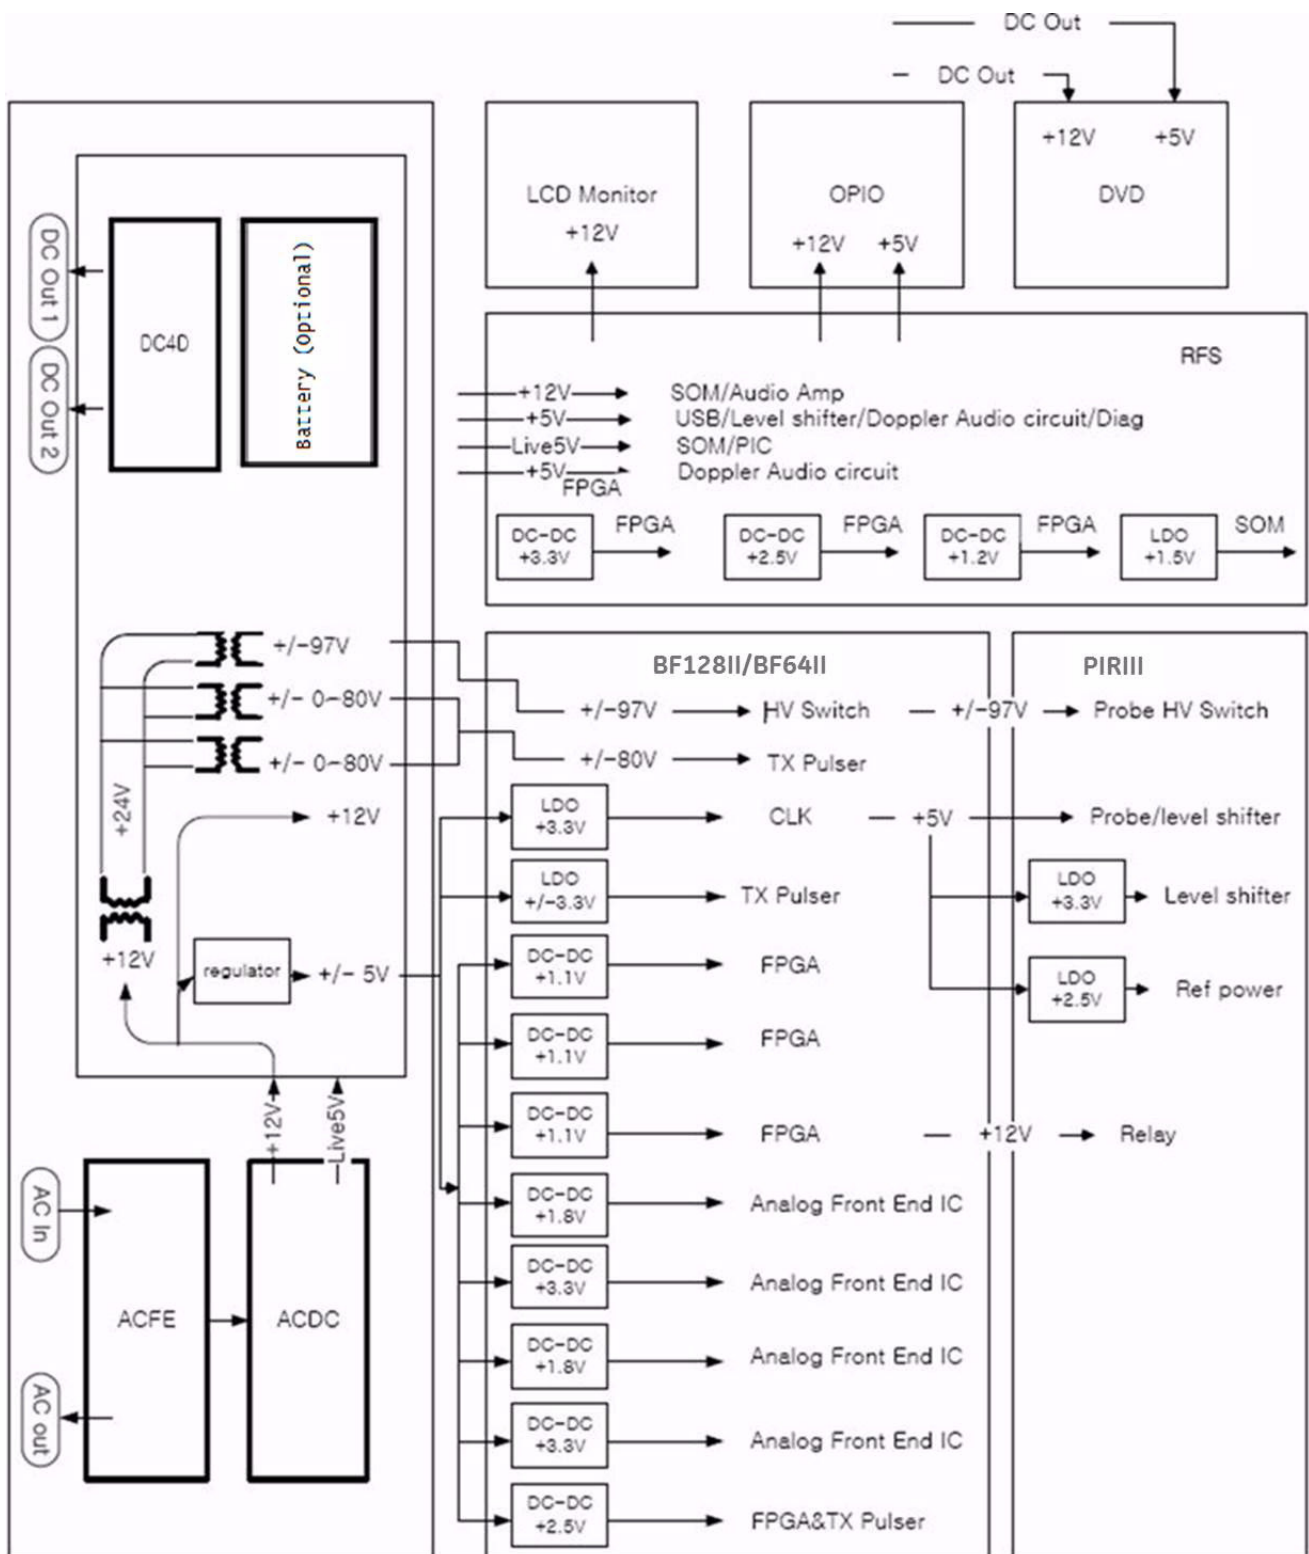 DC Out
DC Out
+12V +5V
DVD
LCD Monitor
+12V
OPIO
+12V +5V
DC Out 1
DC Out 2
DC4D
Battery (Optional)
RFS
+12V SOM/Audio Amp
+5V USB/Level shifter/Doppler Audio circuit/Diag
Live5V SOM/PIC
+5V Doppler Audio circuit
FPGA
DC-DC
+3.3V
FPGA
DC-DC
+2.5V
FPGA
DC-DC
+1.2V
FPGA
LDO
+1.5V
SOM
+/-97V
+/- 0~80V
+/- 0~80V
+24V
+12V
+12V
regulator
+/- 5V
+12V
Live5V
AC In
AC out
ACFE
ACDC
BF128II/BF64II
+/-97V HV Switch
+/-80V TX Pulser
LDO
+3.3V
CLK
LDO
+/-3.3V
TX Pulser
DC-DC
+1.1V
FPGA
DC-DC
+1.1V
FPGA
DC-DC
+1.1V
FPGA
DC-DC
+1.8V
Analog Front End IC
DC-DC
+3.3V
Analog Front End IC
DC-DC
+1.8V
Analog Front End IC
DC-DC
+3.3V
Analog Front End IC
DC-DC
+2.5V
FPGA&TX Pulser
PIRIII
+/-97V Probe HV Switch
+5V Probe/level shifter
LDO
+3.3V
Level shifter
LDO
+2.5V
Ref power
+12V Relay